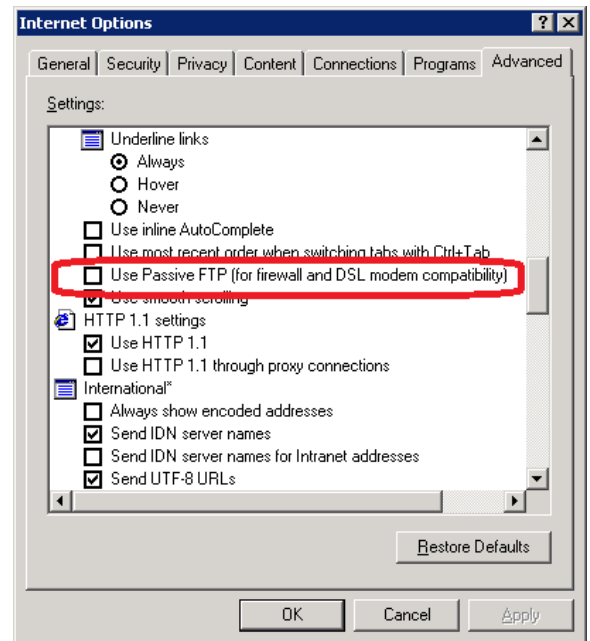 Internet Options
General Security Privacy Content Connections Programs Advanced
Settings:
Underline links
Always
Hover
Never
Use inline AutoComplete
Use most recent order when switching tabs with Ctrl+Tab
Use Passive FTP (for firewall and DSL modem compatibility)
Use smooth scrolling
HTTP 1.1 settings
Use HTTP 1.1
Use HTTP 1.1 through proxy connections
International*
Always show encoded addresses
Send IDN server names
Send IDN server names for Intranet addresses
Send UTF-8 URLs
Restore Defaults
OK Cancel Apply